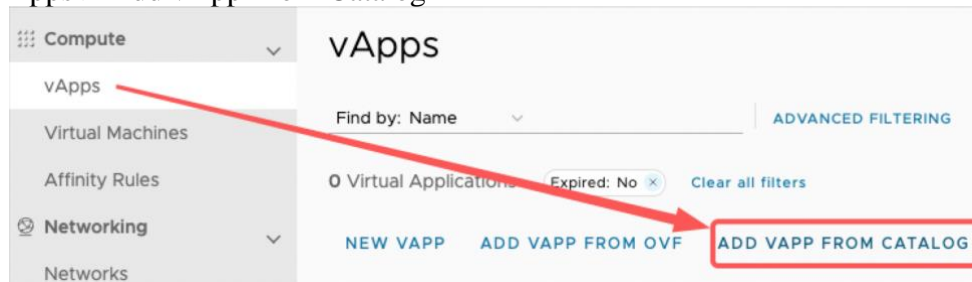 Compute
vApps
Virtual Machines
Affinity Rules
Networking
Networks
vApps
Find by: Name
ADVANCED FILTERING
0 Virtual Applications
Expired: No
Clear all filters
NEW VAPP
ADD VAPP FROM OVF
ADD VAPP FROM CATALOG